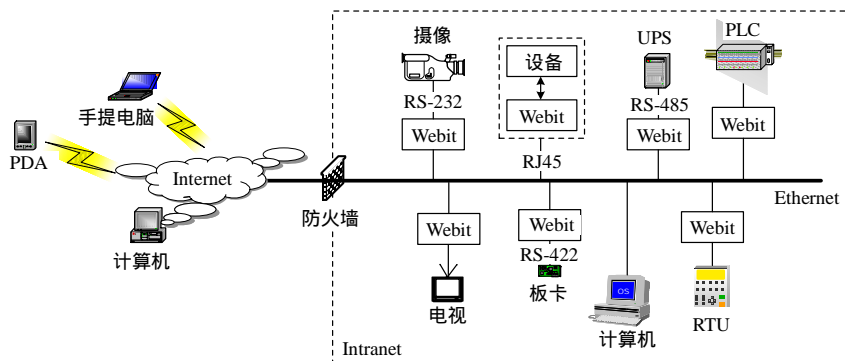 摄像
UPS
PLC
设备
手提电脑
RS-232
Webit
RS-485
PDA
Webit
Webit
Webit
Internet
RJ45
Ethernet
防火墙
Webit
Webit
Webit
计算机
RS-422
OS
电视
板卡
计算机
RTU
Intranet